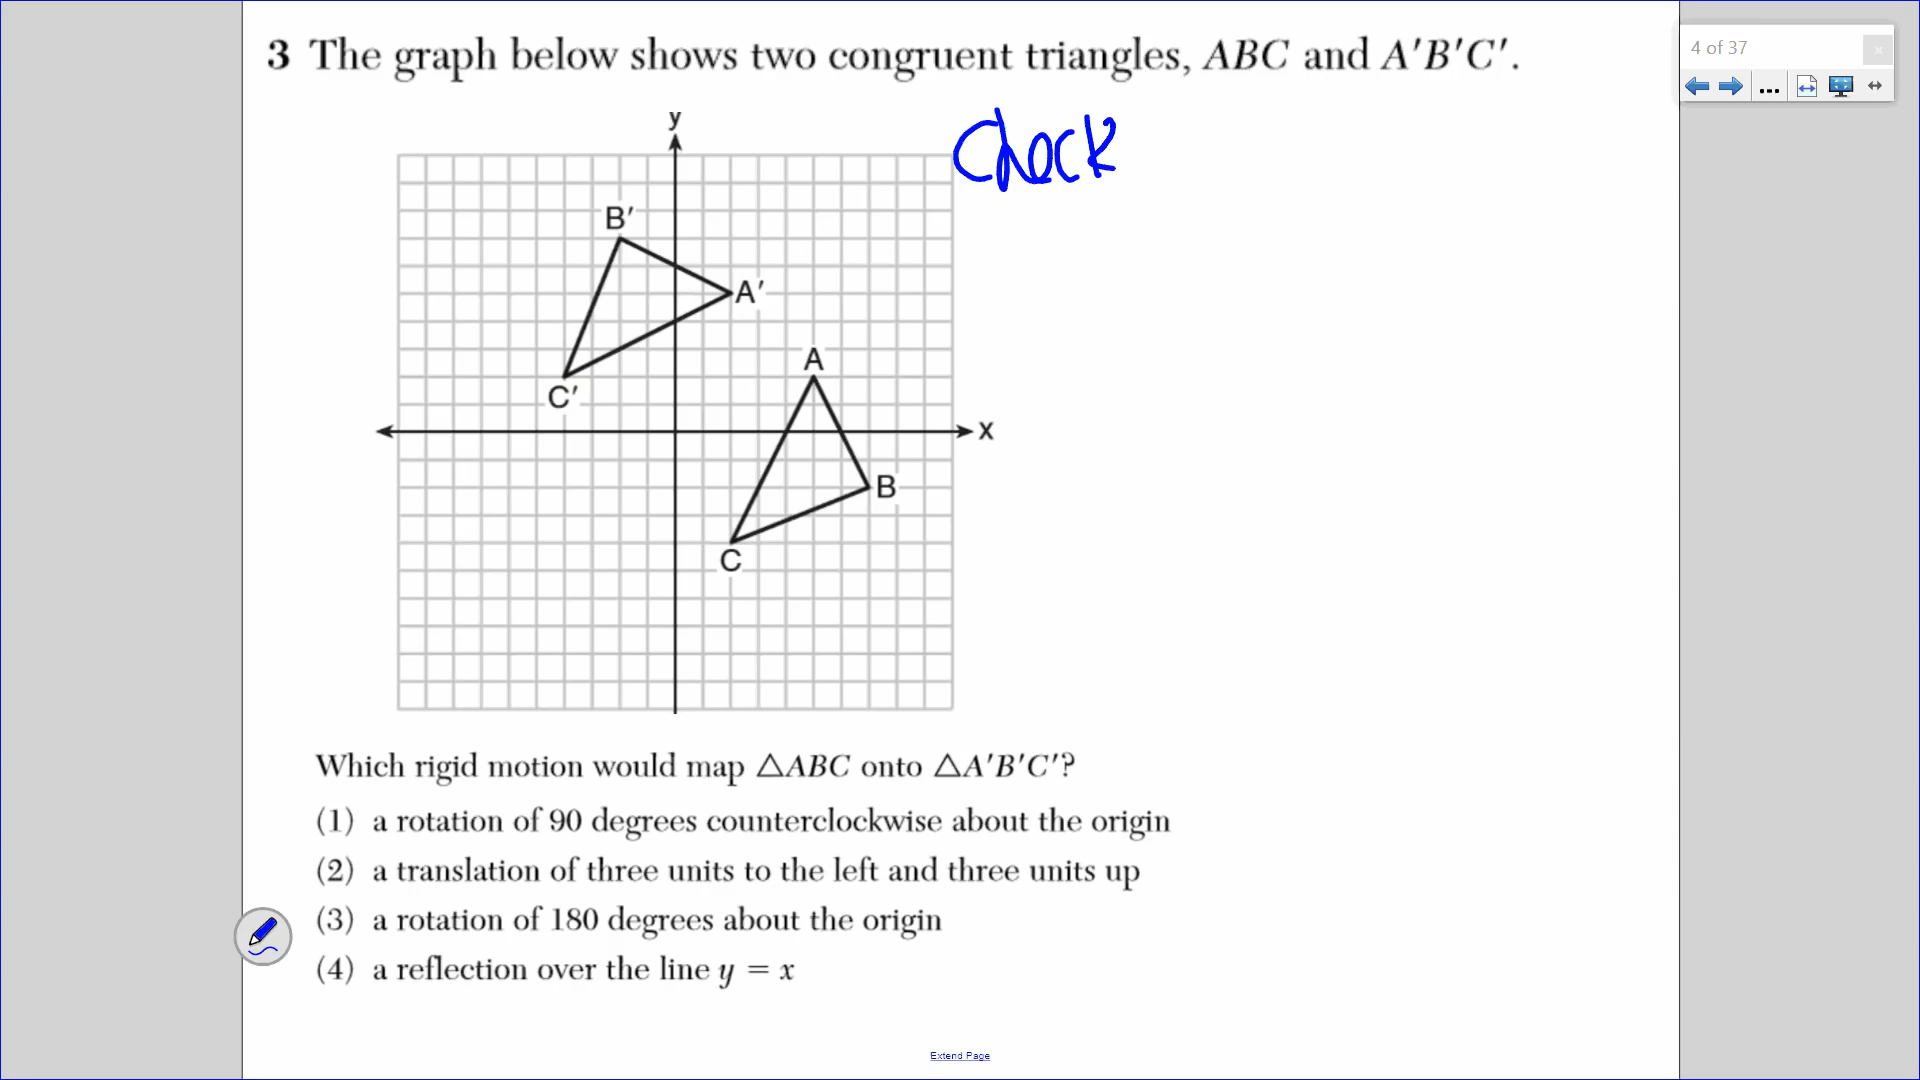 3 The graph below shows two congruent triangles, ABC and A′B′C′.
4 of 37
Check
y
B′
A′
A
C′
x
B
C
Which rigid motion would map △ABC onto △A′B′C′?
(1) a rotation of 90 degrees counterclockwise about the origin
(2) a translation of three units to the left and three units up
(3) a rotation of 180 degrees about the origin
(4) a reflection over the line y = x
Extend Page